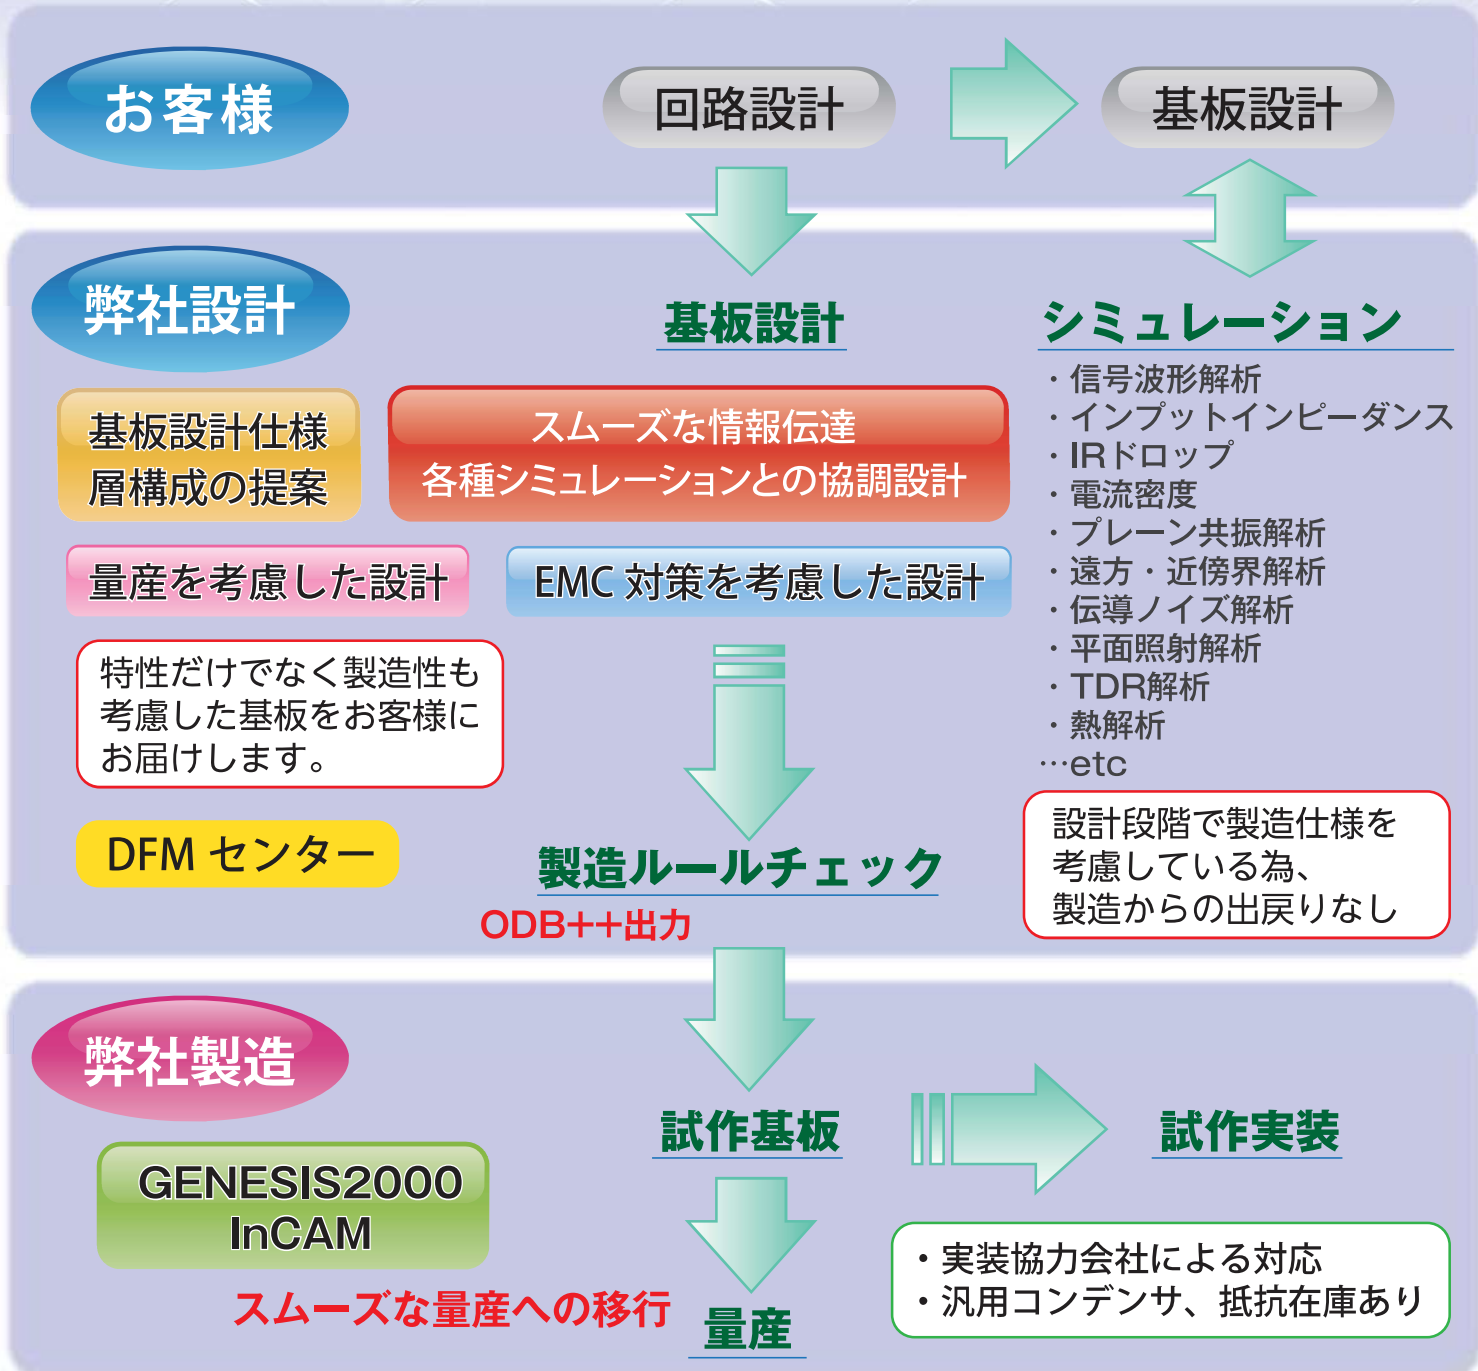 お客様
回路設計
基板設計
弊社設計
基板設計
シミュレーション
基板設計仕様
層構成の提案
スムーズな情報伝達
各種シミュレーションとの協調設計
量産を考慮した設計
EMC 対策を考慮した設計
特性だけでなく製造性も
考慮した基板をお客様に
お届けします。
・信号波形解析
・インプットインピーダンス
・IRドロップ
・電流密度
・プレーン共振解析
・遠方・近傍界解析
・伝導ノイズ解析
・平面照射解析
・TDR解析
・熱解析
…etc
設計段階で製造仕様を
考慮している為、
製造からの出戻りなし
DFM センター
製造ルールチェック
ODB++出力
弊社製造
試作基板
試作実装
GENESIS2000
InCAM
・実装協力会社による対応
・汎用コンデンサ、抵抗在庫あり
スムーズな量産への移行
量産